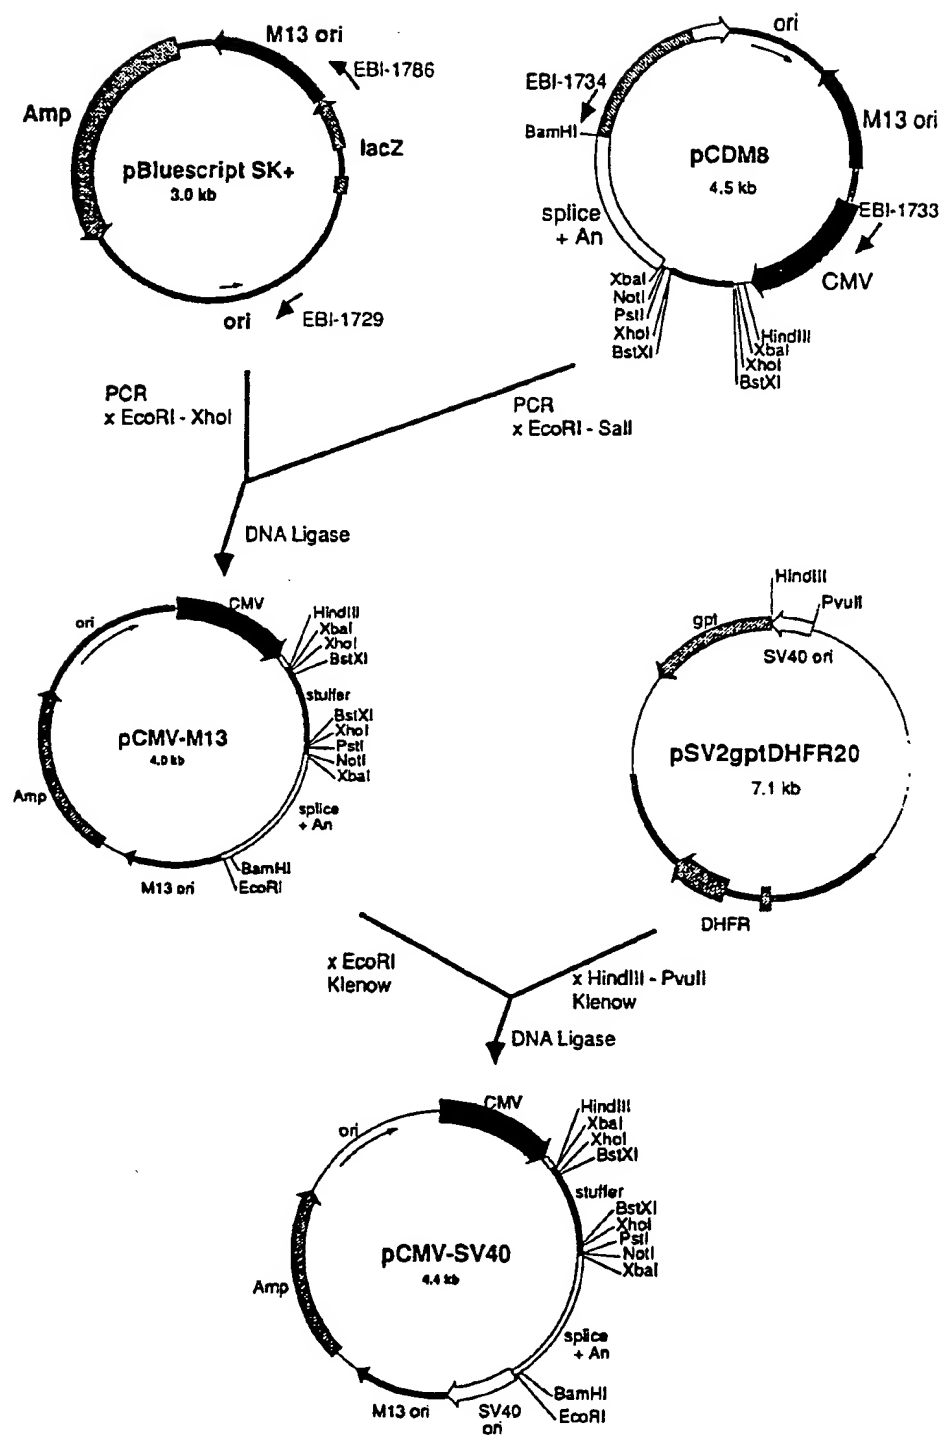 M13 ori
EBI-1786
Amp
lacZ
pBluescript SK+
3.0 kb
ori
EBI-1729
ori
EBI-1734
BamHI
M13 ori
pCDM8
4.5 kb
EBI-1733
splice
+ An
CMV
XbaI
NotI
PstI
XhoI
BstXI
HindIII
XbaI
XhoI
BstXI
PCR
x EcoRI - XhoI
PCR
x EcoRI - SalI
DNA Ligase
CMV
ori
HindIII
XbaI
XhoI
BstXI
stuffer
BstXI
XhoI
PstI
NotI
XbaI
pCMV-M13
4.0 kb
Amp
splice
+ An
BamHI
EcoRI
M13 ori
HindIII
PvuII
gpt
SV40 ori
pSV2gptDHFR20
7.1 kb
DHFR
x EcoRI
Klenow
x HindIII - PvuII
Klenow
DNA Ligase
CMV
ori
HindIII
XbaI
XhoI
BstXI
stuffer
BstXI
XhoI
PstI
NotI
XbaI
pCMV-SV40
4.4 kb
Amp
splice
+ An
BamHI
EcoRI
M13 ori
SV40
ori